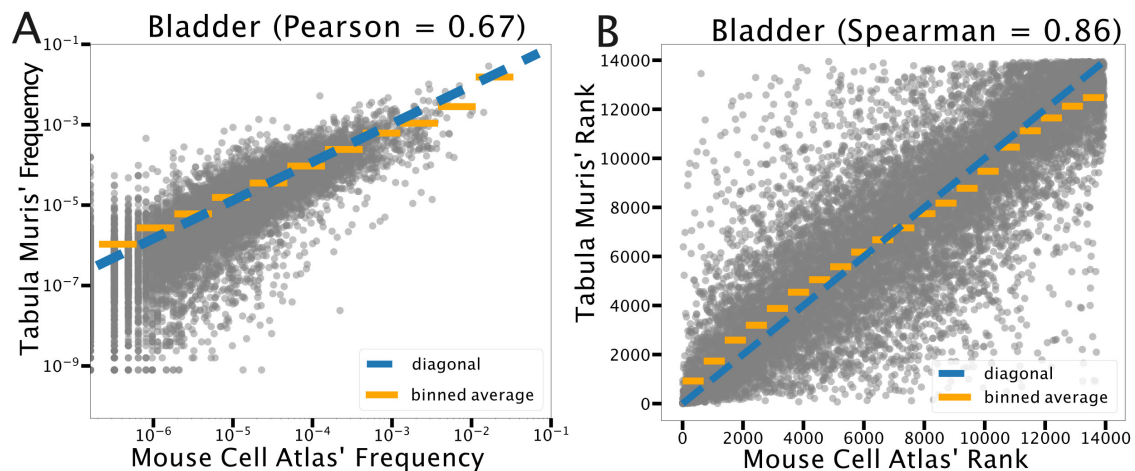 A
Bladder (Pearson = 0.67)
Tabula Muris' Frequency
10⁻¹
10⁻³
10⁻⁵
10⁻⁷
10⁻⁹
diagonal
binned average
10⁻⁶ 10⁻⁵ 10⁻⁴ 10⁻³ 10⁻² 10⁻¹
Mouse Cell Atlas' Frequency
B
Bladder (Spearman = 0.86)
Tabula Muris' Rank
14000
12000
10000
8000
6000
4000
2000
0
diagonal
binned average
0 2000 4000 6000 8000 10000 12000 14000
Mouse Cell Atlas' Rank